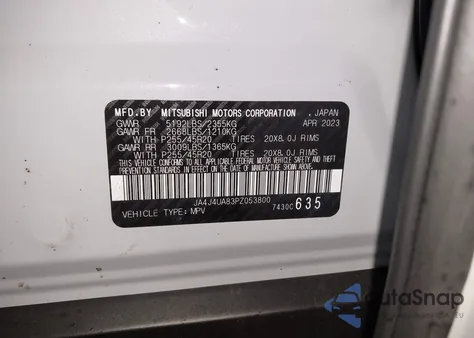 MFD.BY MITSUBISHI MOTORS CORPORATION , JAPAN
GVWR 5192LBS/2355KG APR 2023
GAWR FR 2668LBS/1210KG
WITH P255/45R20 20X8.0J RIMS
GAWR RR 3009LBS/1365KG
WITH P255/45R20 20X8.0J RIMS
THIS VEHICLE CONFORMS TO ALL APPLICABLE
FEDERAL MOTOR VEHICLE SAFETY AND THEFT
PREVENTION STANDARDS IN EFFECT ON THE DATE
OF MANUFACTURE SHOWN ABOVE.
JA4J4UA83PZ053800
VEHICLE TYPE: MPV 7430C 635
AutoSnap